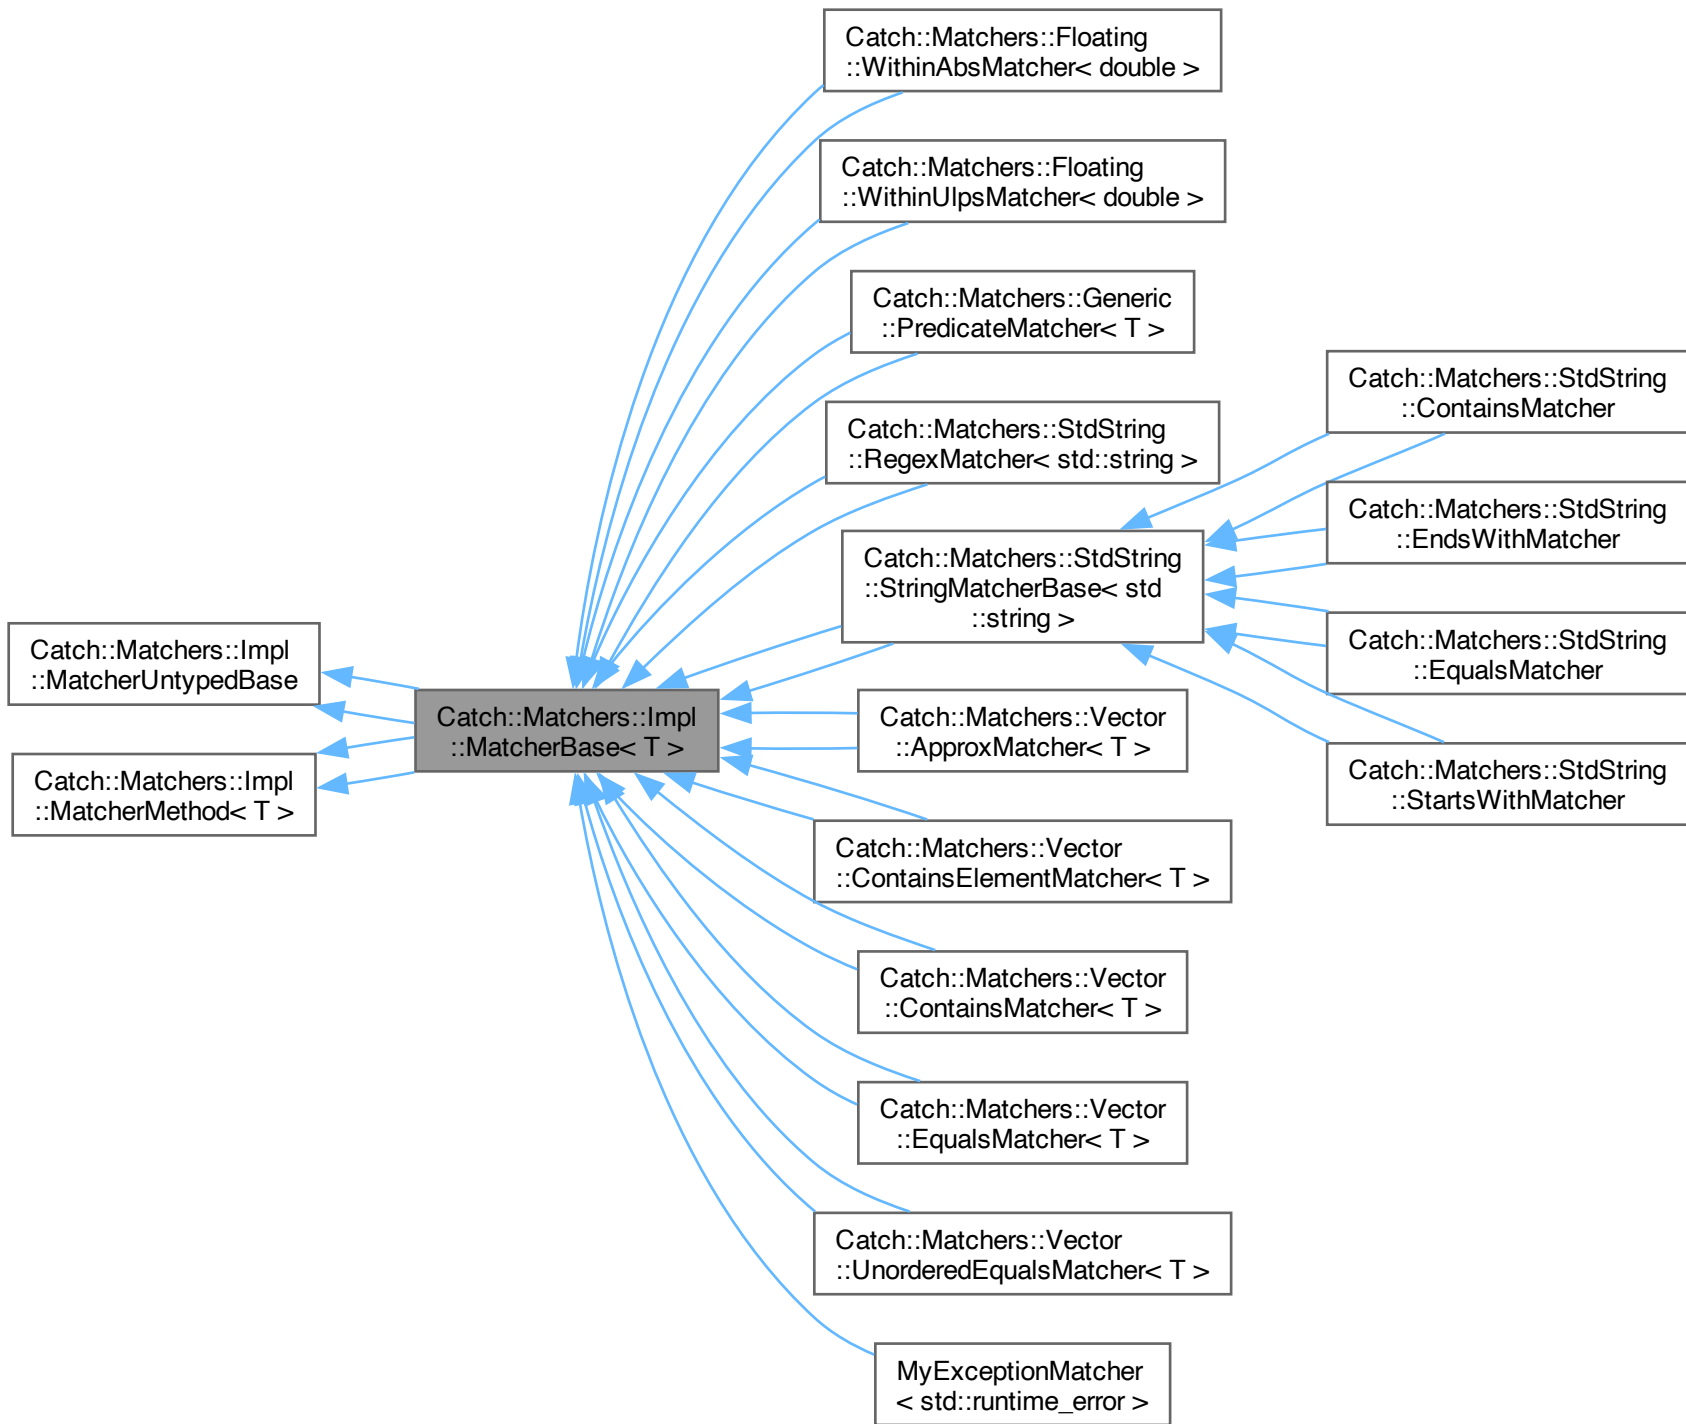 Catch::Matchers::Floating
::WithinAbsMatcher< double >
Catch::Matchers::Floating
::WithinUlpsMatcher< double >
Catch::Matchers::Generic
::PredicateMatcher< T >
Catch::Matchers::StdString
::RegexMatcher< std::string >
Catch::Matchers::StdString
::StringMatcherBase< std
::string >
Catch::Matchers::StdString
::ContainsMatcher
Catch::Matchers::StdString
::EndsWithMatcher
Catch::Matchers::StdString
::EqualsMatcher
Catch::Matchers::StdString
::StartsWithMatcher
Catch::Matchers::Impl
::MatcherUntypedBase
Catch::Matchers::Impl
::MatcherMethod< T >
Catch::Matchers::Impl
::MatcherBase< T >
Catch::Matchers::Vector
::ApproxMatcher< T >
Catch::Matchers::Vector
::ContainsElementMatcher< T >
Catch::Matchers::Vector
::ContainsMatcher< T >
Catch::Matchers::Vector
::EqualsMatcher< T >
Catch::Matchers::Vector
::UnorderedEqualsMatcher< T >
MyExceptionMatcher
< std::runtime_error >